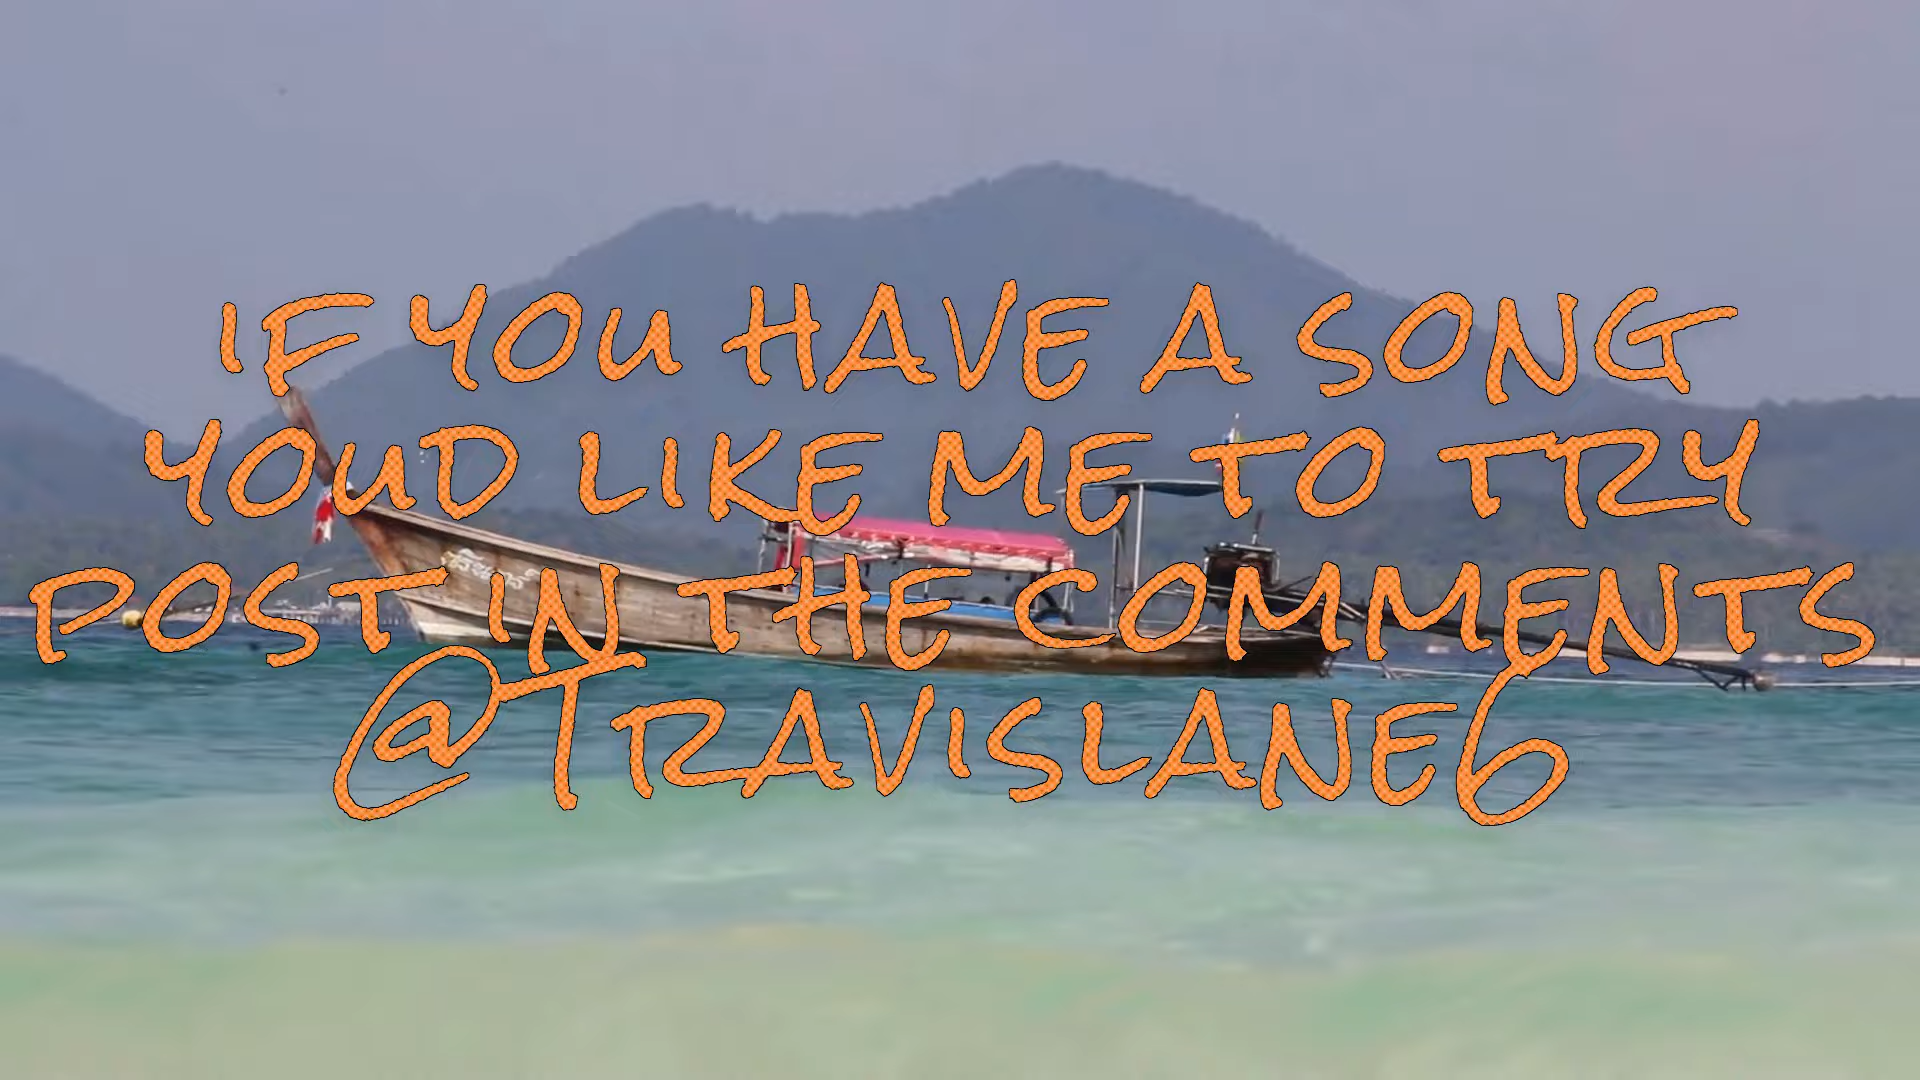 IF YOU HAVE A SONG
YOUD LIKE ME TO TRY
POST IN THE COMMENTS
@TRAVISLANE6